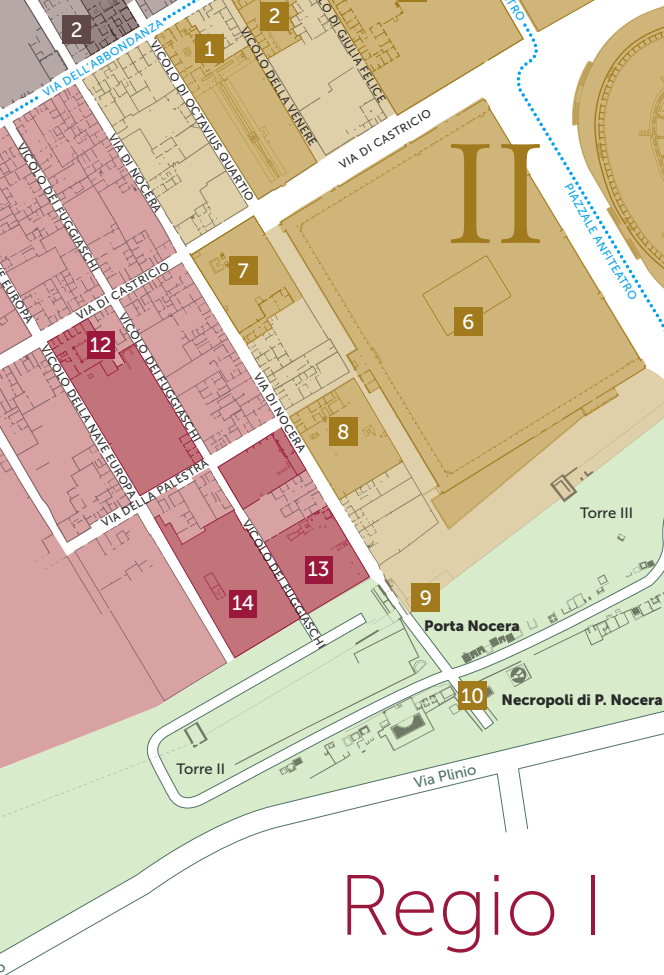 2
VIA DELL'ABBONDANZA
1
2
VICOLO DI OCTAVIUS QUARTIO
VICOLO DELLA VENERE
DI GIULIA FELICE
VIA DI CASTRICIO
II
PIAZZALE ANFITEATRO
VICOLO DEI FUGGIASCHI
VIA DI NOCERA
EUROPA
VIA DI CASTRICIO
7
6
12
VICOLO DELLA NAVE EUROPA
VICOLO DEI FUGGIASCHI
VIA DI NOCERA
8
VIA DELLA PALESTRA
Torre III
VICOLO DEI FUGGIASCHI
13
14
9
Porta Nocera
10
Necropoli di P. Nocera
Torre II
Via Plinio
Regio I